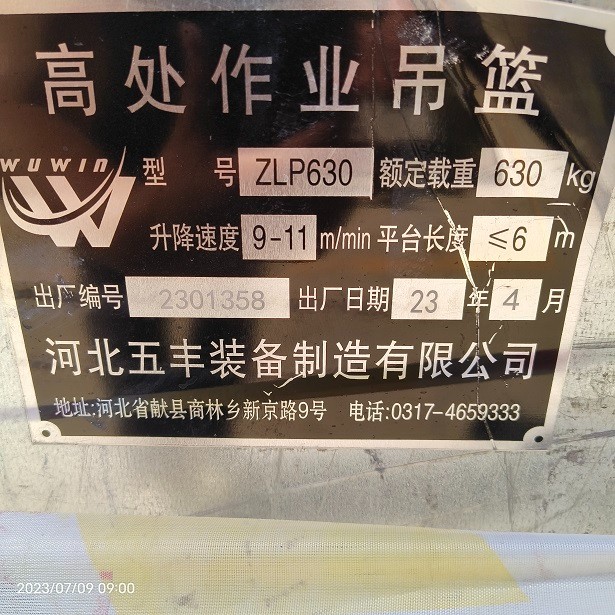 高处作业吊篮
WUWIN 型 号 ZLP630 额定载重 630 kg
升降速度 9-11 m/min 平台长度 ≤6 m
出厂编号 2301358 出厂日期 23 年 4 月
河北五丰装备制造有限公司
地址:河北省献县商林乡新京路9号 电话:0317-4659333
2023/07/09 09:00